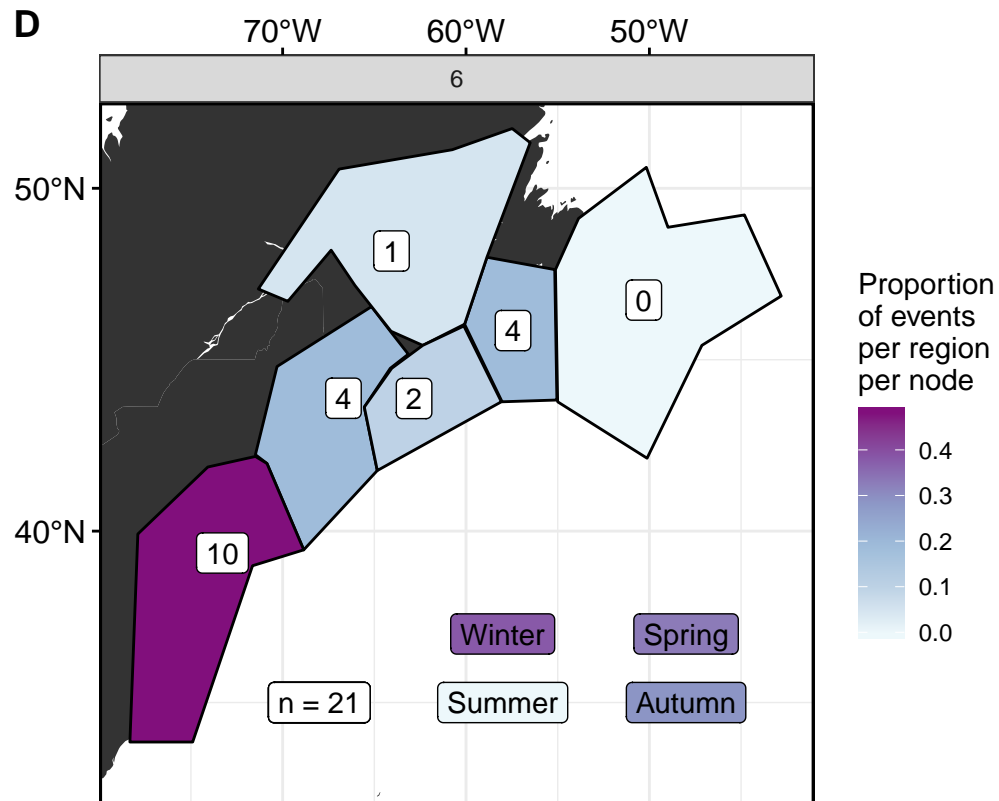 D
70°W 60°W 50°W
6
50°N
1
0
4
4
2
40°N
10
Winter Spring
n = 21 Summer Autumn
Proportion
of events
per region
per node
0.4
0.3
0.2
0.1
0.0